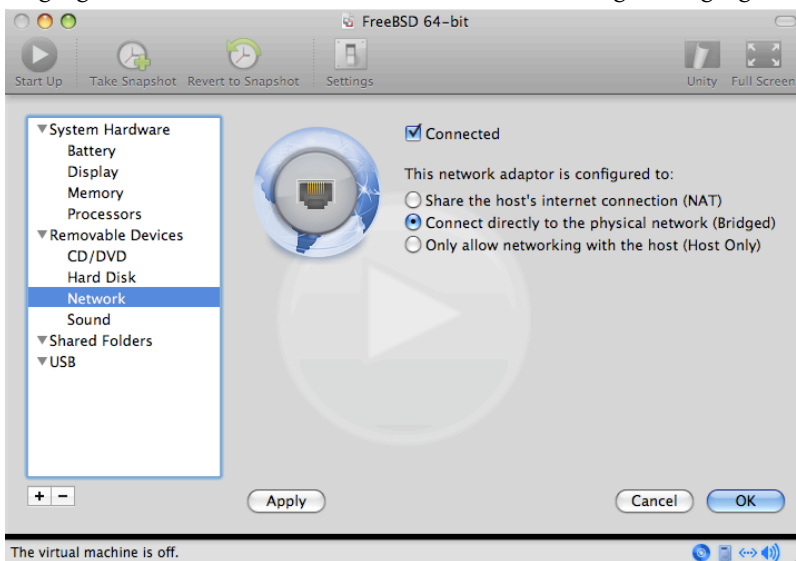 FreeBSD 64-bit
Start Up Take Snapshot Revert to Snapshot Settings Unity Full Screen
System Hardware
Battery
Display
Memory
Processors
Removable Devices
CD/DVD
Hard Disk
Network
Sound
Shared Folders
USB
Connected
This network adaptor is configured to:
Share the host's internet connection (NAT)
Connect directly to the physical network (Bridged)
Only allow networking with the host (Host Only)
+ −
Apply Cancel OK
The virtual machine is off.